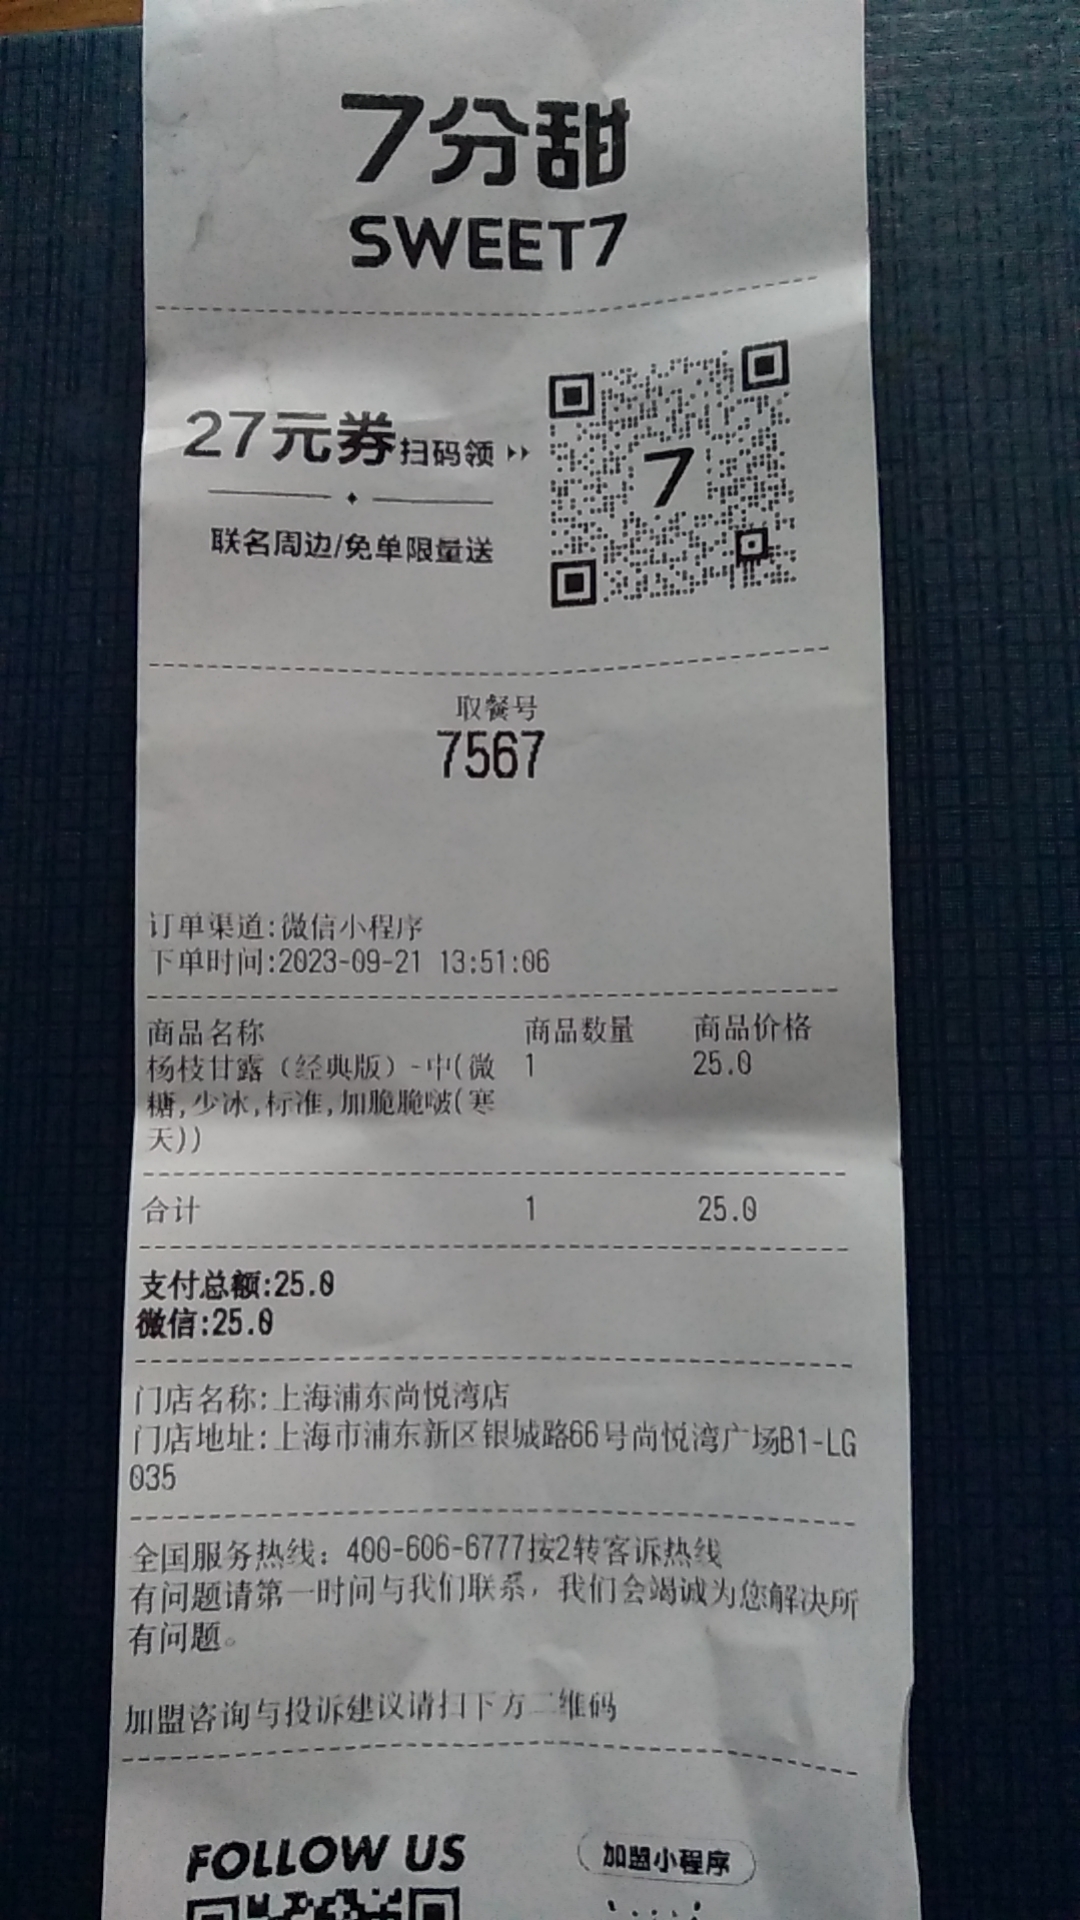 7分甜
SWEET7
27元券扫码领
联名周边/免单限量送
7
取餐号
7567
订单渠道:微信小程序
下单时间:2023-09-21 13:51:06
商品名称 商品数量 商品价格
杨枝甘露（经典版）-中(微 1 25.0
糖,少冰,标准,加脆脆啵(寒
天))
合计 1 25.0
支付总额:25.0
微信:25.0
门店名称:上海浦东尚悦湾店
门店地址:上海市浦东新区银城路66号尚悦湾广场B1-LG
035
全国服务热线：400-606-6777按2转客诉热线
有问题请第一时间与我们联系，我们会竭诚为您解决所
有问题。
加盟咨询与投诉建议请扫下方二维码
FOLLOW US
加盟小程序